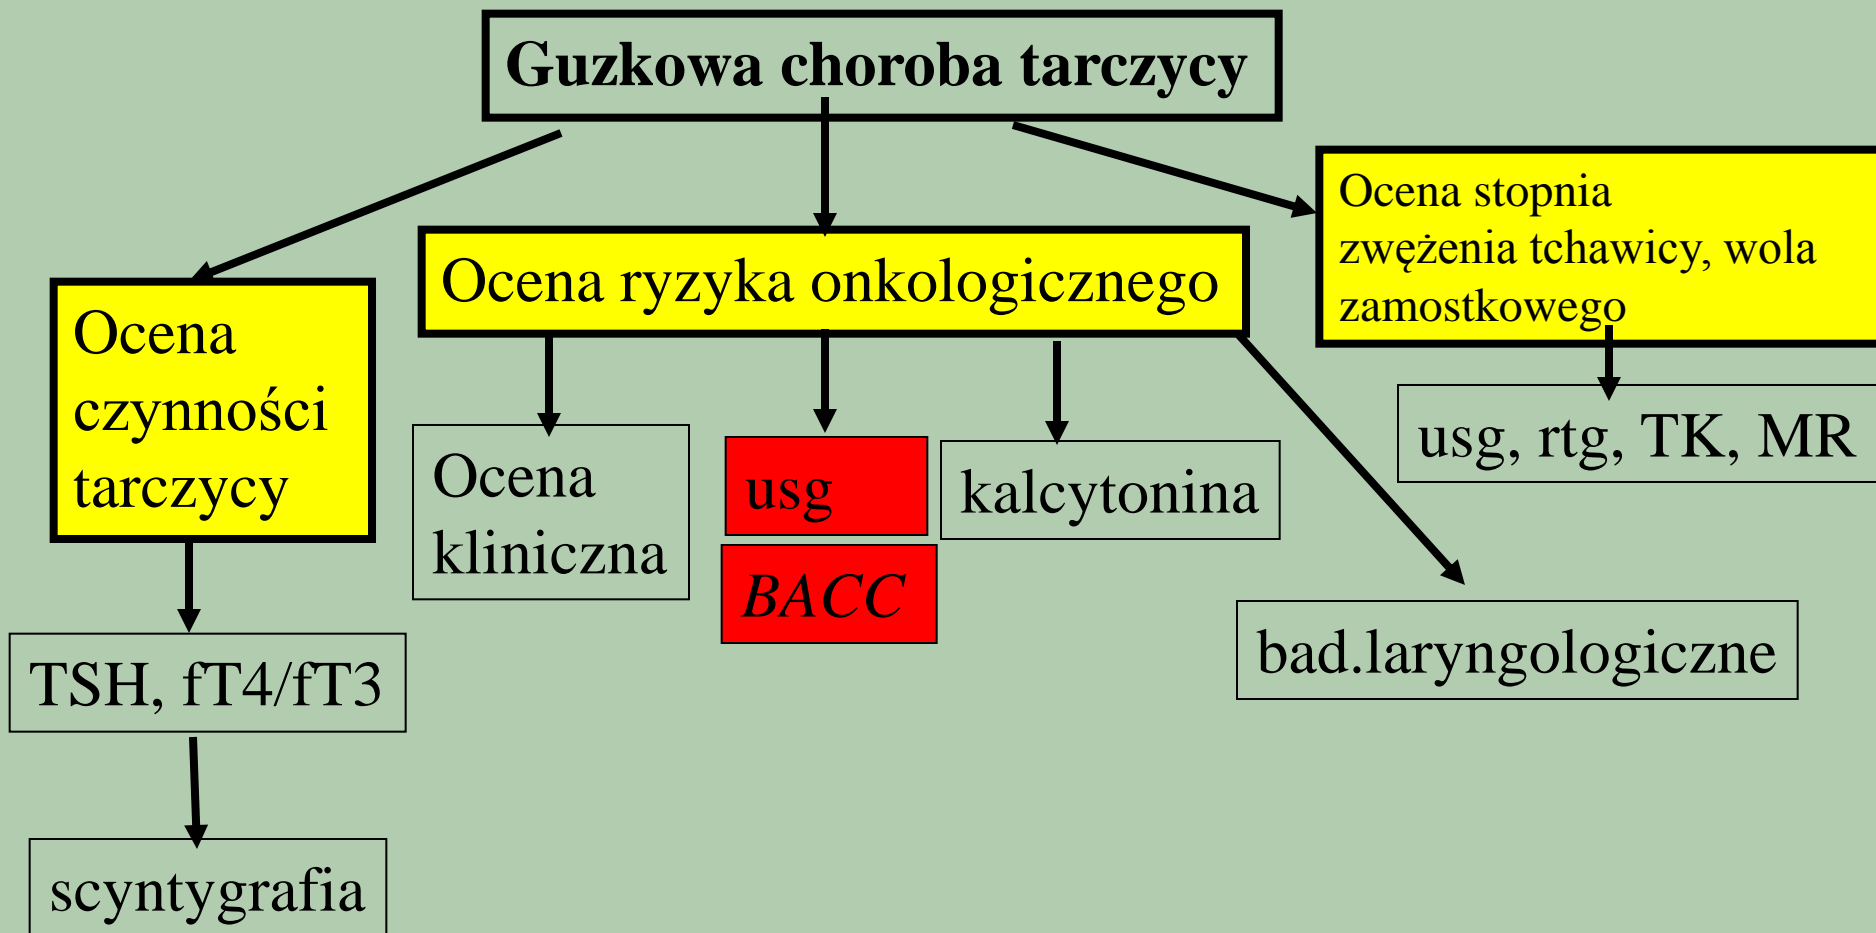 Guzkowa choroba tarczycy
Ocena
czynności
tarczycy
TSH, fT4/fT3
scyntygrafia
Ocena ryzyka onkologicznego
Ocena
kliniczna
usg
BACC
kalcytonina
bad.laryngologiczne
Ocena stopnia
zwężenia tchawicy, wola
zamostkowego
usg, rtg, TK, MR